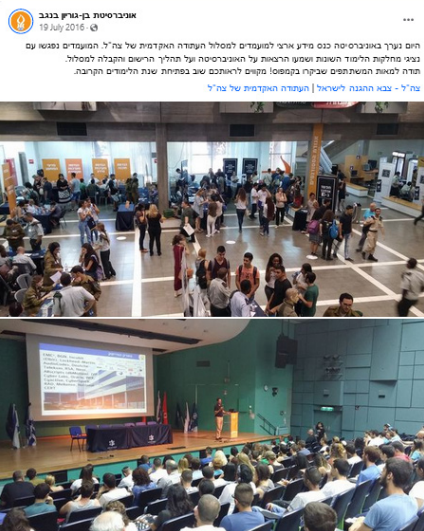 אוניברסיטת בן-גוריון בנגב
19 July 2016
היום נערך באוניברסיטה כנס מידע ארצי למועמדים למסלול העתודה האקדמית של צה"ל. המועמדים נפגשו עם
נציגי מחלקות הלימוד השונות ושמעו הרצאות על האוניברסיטה ועל תהליך הרישום והקבלה למסלול.
תודה למאות המשתתפים שביקרו בקמפוס! מקווים לראותכם שוב בפתיחת שנת הלימודים הקרובה.
צה"ל - צבא ההגנה לישראל | העתודה האקדמית של צה"ל